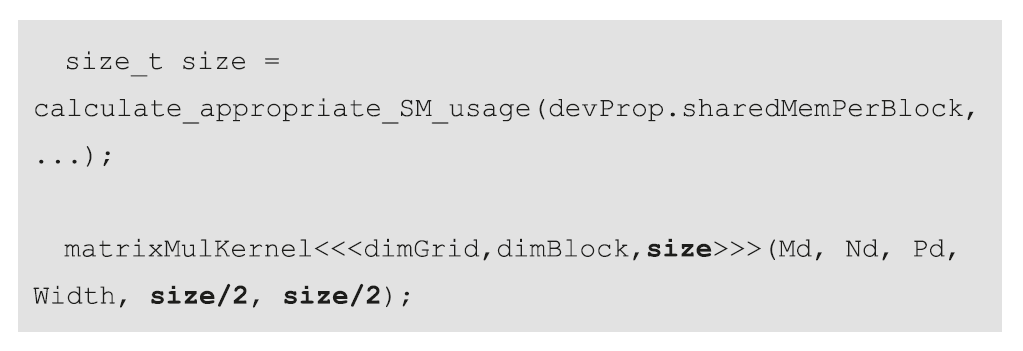 size_t size =
calculate_appropriate_SM_usage(devProp.sharedMemPerBlock,
...);
matrixMulKernel<<<dimGrid,dimBlock,size>>>(Md, Nd, Pd,
Width, size/2, size/2);